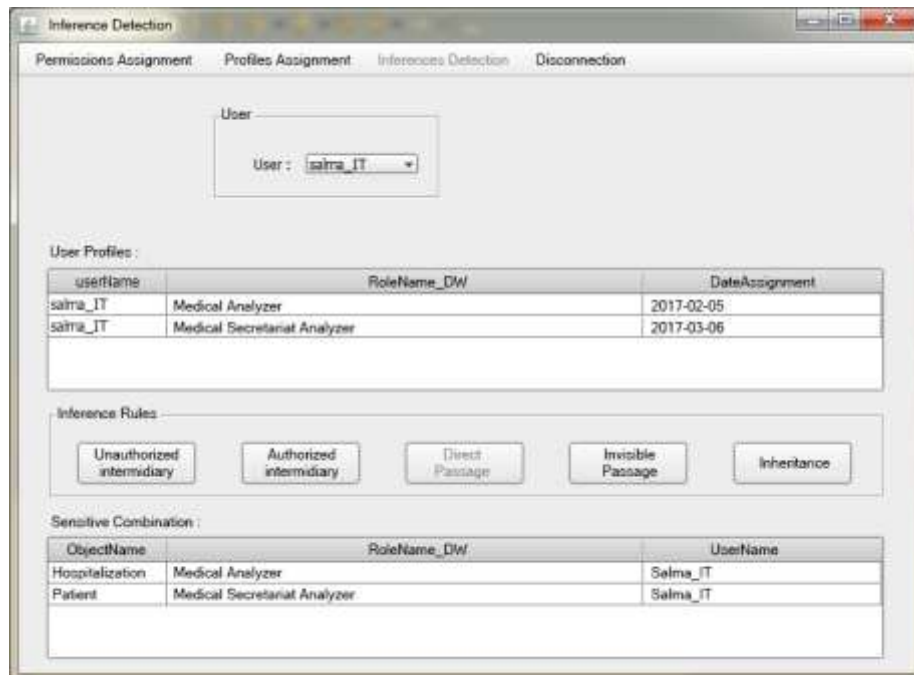 Inference Detection
Permissions Assignment Profiles Assignment Inferences Detection Disconnection
User
User : salma_IT
User Profiles :
userName RoleName_DW DateAssignment
salma_IT Medical Analyzer 2017-02-05
salma_IT Medical Secretariat Analyzer 2017-03-06
Inference Rules
Unauthorized intermidiary Authorized intermidiary Direct Passage Invisible Passage Inheritance
Sensitive Combination :
ObjectName RoleName_DW UserName
Hospitalization Medical Analyzer Salma_IT
Patient Medical Secretariat Analyzer Salma_IT